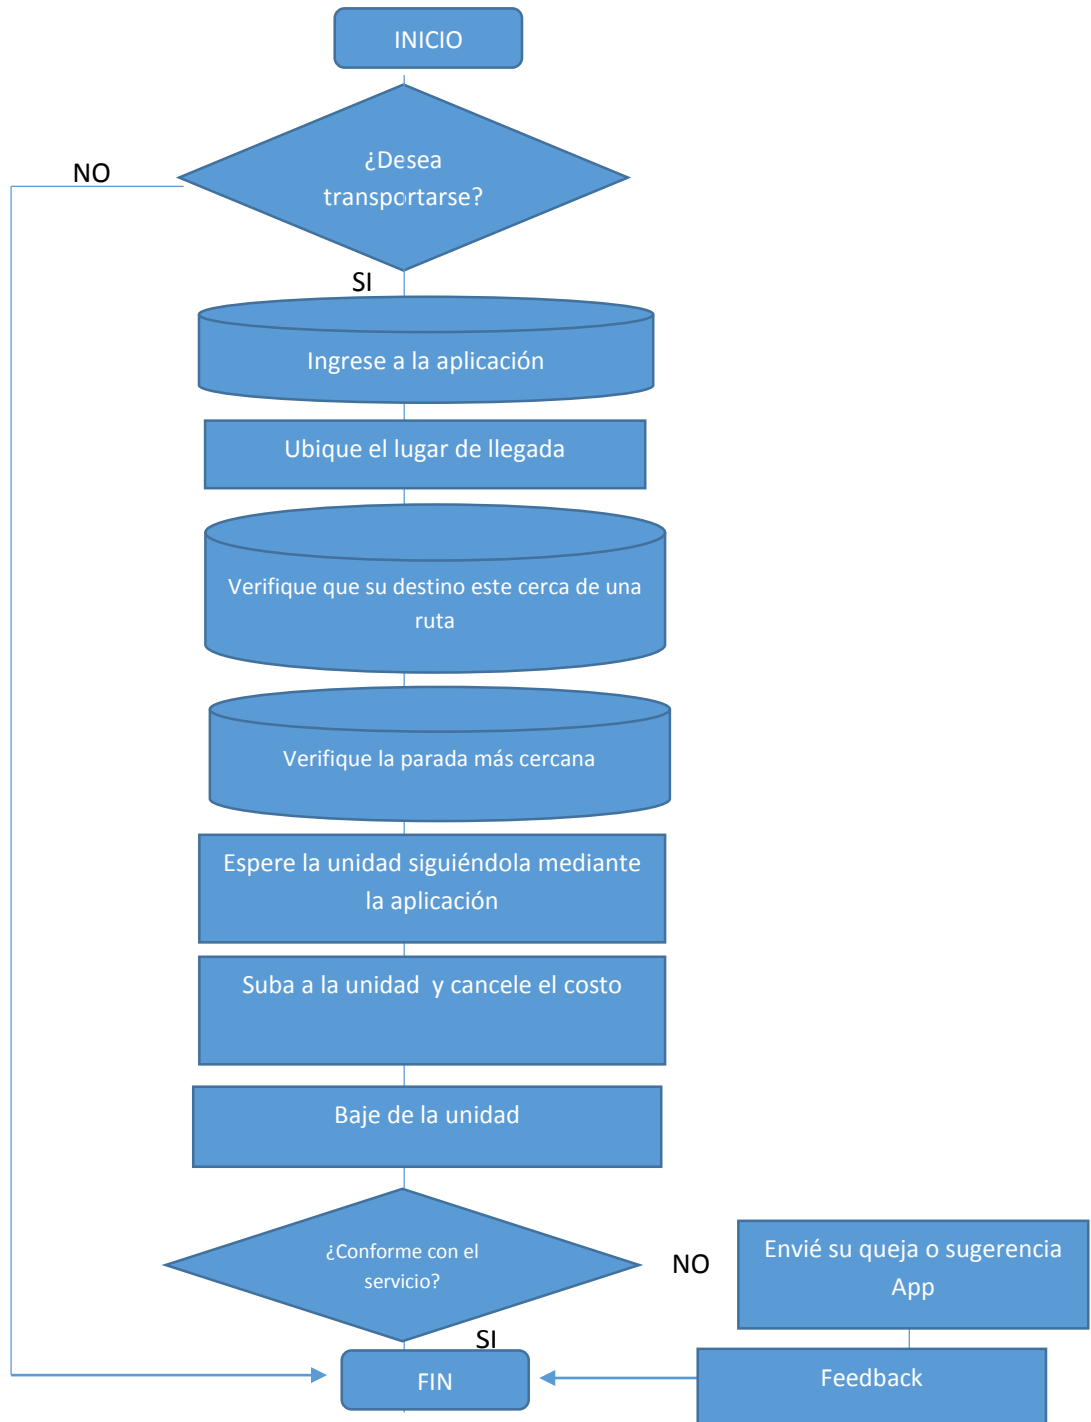 INICIO
¿Desea
transportarse?
NO
SI
Ingrese a la aplicación
Ubique el lugar de llegada
Verifique que su destino este cerca de una
ruta
Verifique la parada más cercana
Espere la unidad siguiéndola mediante
la aplicación
Suba a la unidad y cancele el costo
Baje de la unidad
¿Conforme con el
servicio?
NO
Envié su queja o sugerencia
App
SI
FIN
Feedback